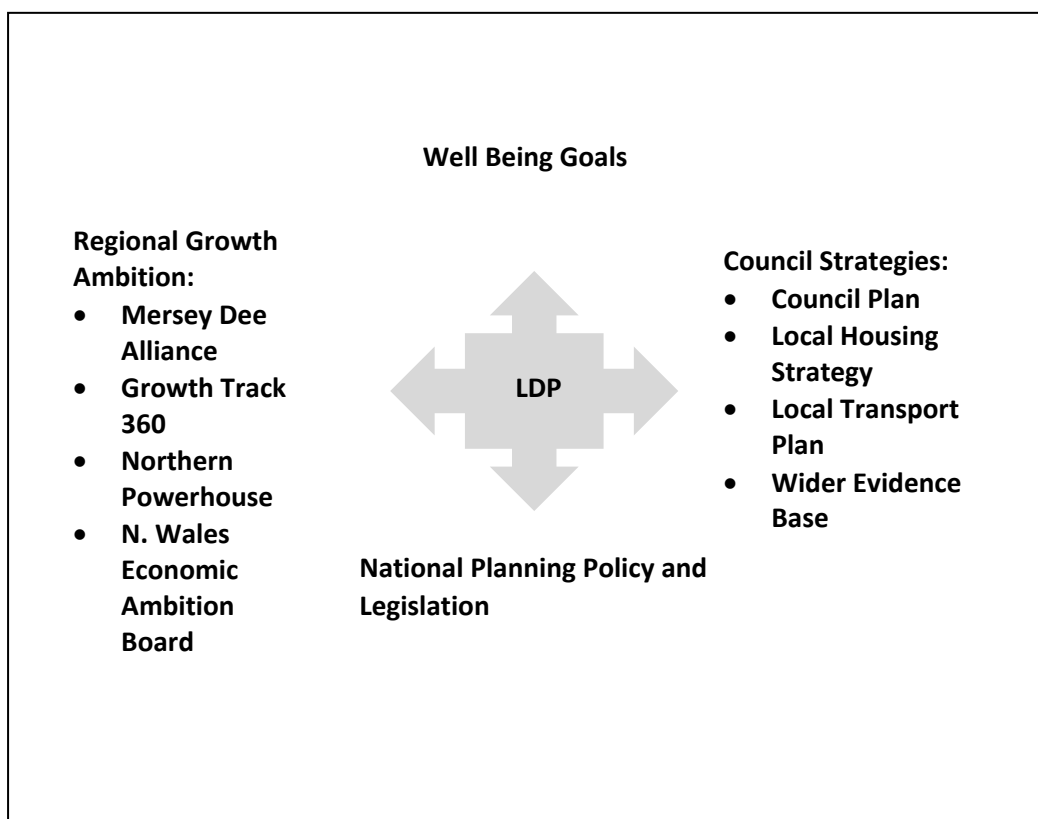 Well Being Goals
Regional Growth
Ambition:
• Mersey Dee
Alliance
• Growth Track
360
• Northern
Powerhouse
• N. Wales
Economic
Ambition
Board
LDP
Council Strategies:
• Council Plan
• Local Housing
Strategy
• Local Transport
Plan
• Wider Evidence
Base
National Planning Policy and
Legislation